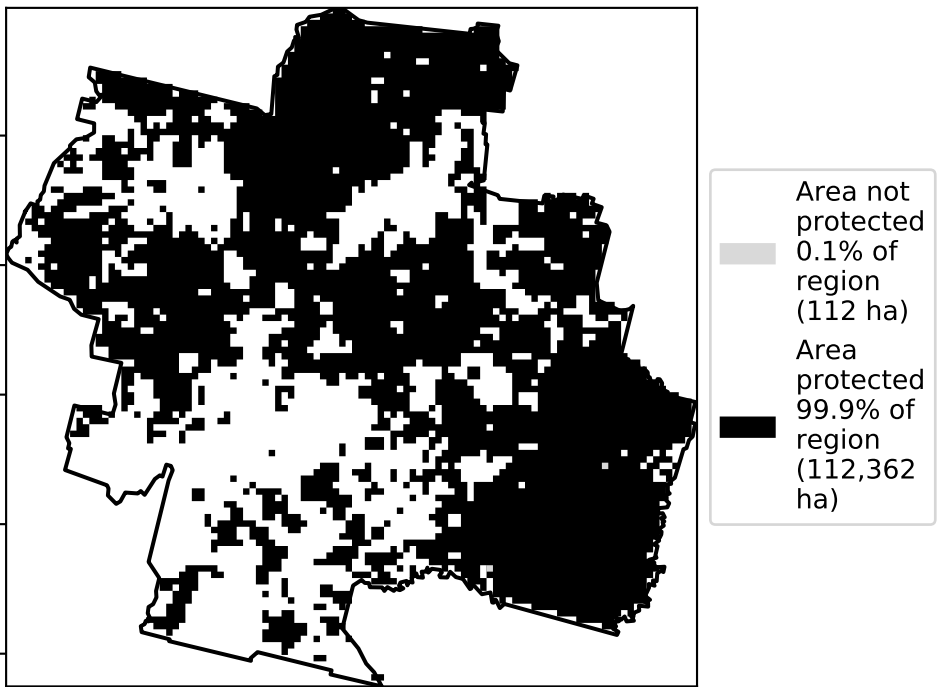 Area not
protected
0.1% of
region
(112 ha)
Area
protected
99.9% of
region
(112,362
ha)